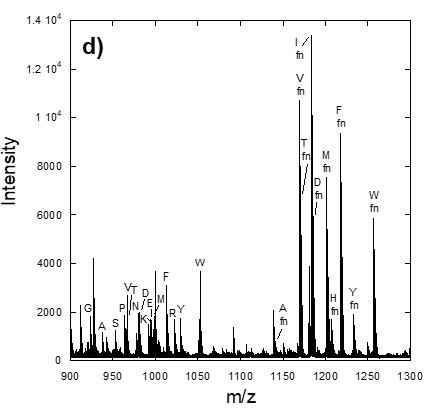 d)
1.4 10⁴
1.2 10⁴
1 10⁴
8000
6000
4000
2000
0
Intensity
900 950 1000 1050 1100 1150 1200 1250 1300
m/z
G
A
S
P
V
T
N
D
K
E
M
F
R
Y
W
A
fn
V
fn
T
fn
I
fn
D
fn
M
fn
H
fn
F
fn
Y
fn
W
fn